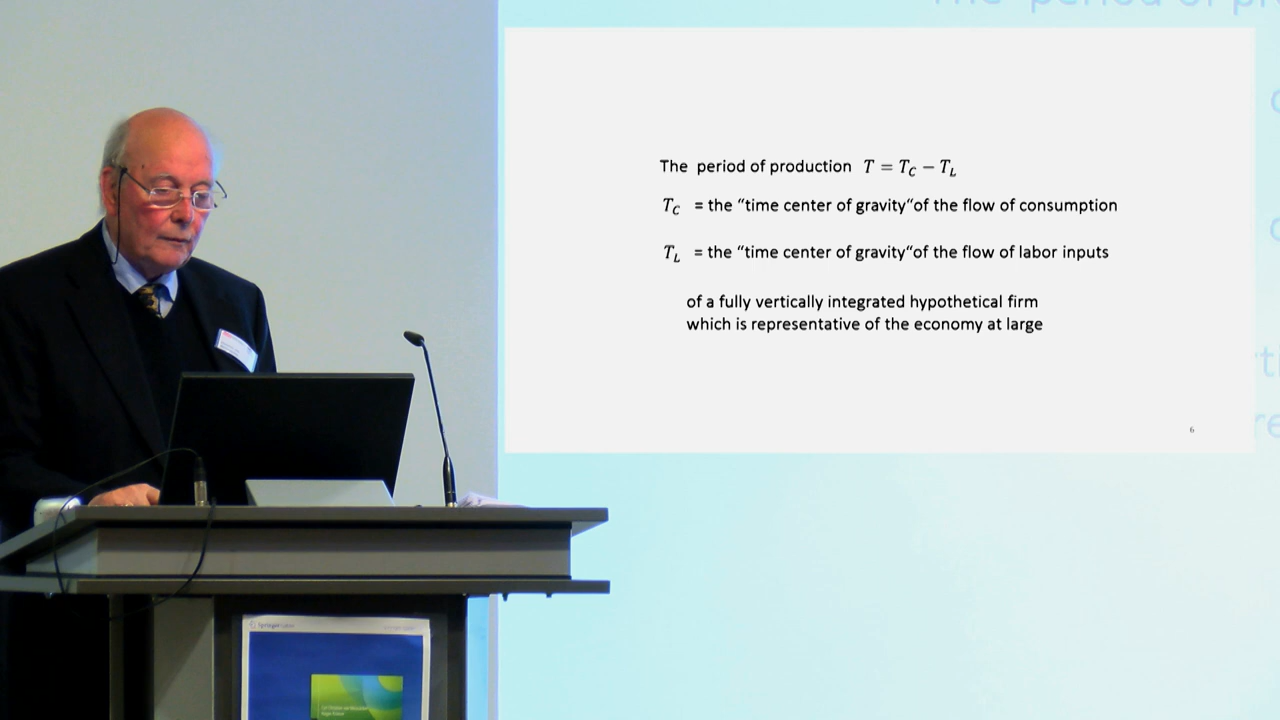 The period of production T = T_C − T_L
T_C = the "time center of gravity"of the flow of consumption
T_L = the "time center of gravity"of the flow of labor inputs
of a fully vertically integrated hypothetical firm
which is representative of the economy at large
6